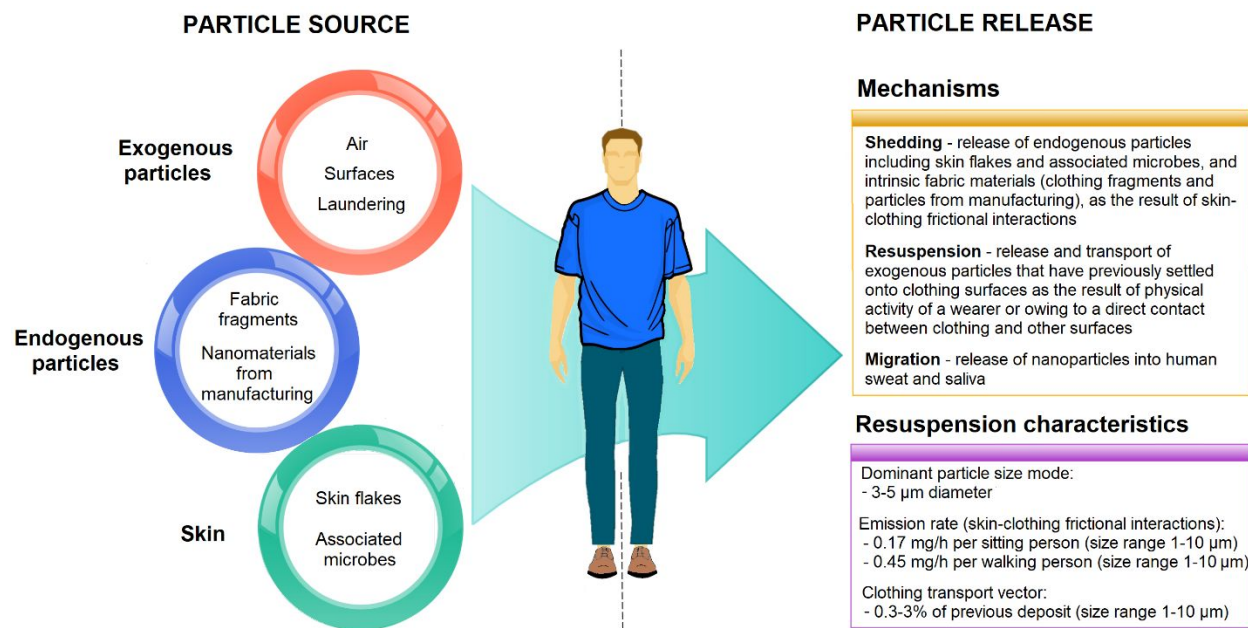 PARTICLE SOURCE
Exogenous
particles
Air
Surfaces
Laundering
Endogenous
particles
Fabric
fragments
Nanomaterials
from
manufacturing
Skin
Skin flakes
Associated
microbes
PARTICLE RELEASE
Mechanisms
Shedding - release of endogenous particles
including skin flakes and associated microbes, and
intrinsic fabric materials (clothing fragments and
particles from manufacturing), as the result of skin-
clothing frictional interactions
Resuspension - release and transport of
exogenous particles that have previously settled
onto clothing surfaces as the result of physical
activity of a wearer or owing to a direct contact
between clothing and other surfaces
Migration - release of nanoparticles into human
sweat and saliva
Resuspension characteristics
Dominant particle size mode:
- 3-5 µm diameter
Emission rate (skin-clothing frictional interactions):
- 0.17 mg/h per sitting person (size range 1-10 µm)
- 0.45 mg/h per walking person (size range 1-10 µm)
Clothing transport vector:
- 0.3-3% of previous deposit (size range 1-10 µm)